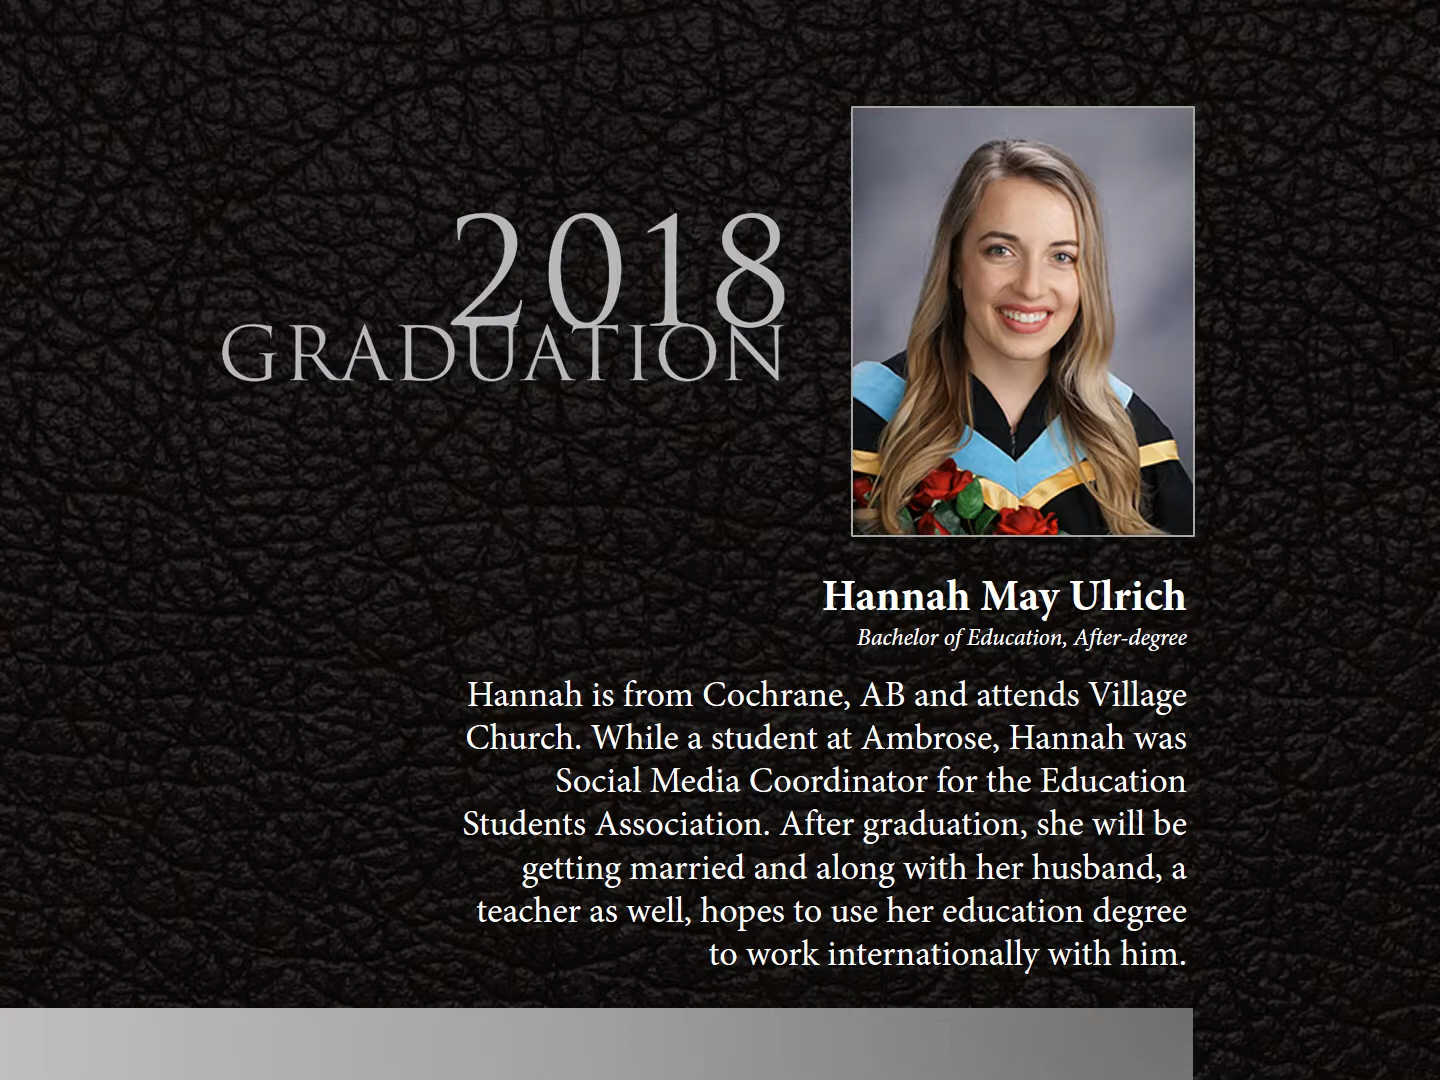 2018
GRADUATION
Hannah May Ulrich
Bachelor of Education, After-degree
Hannah is from Cochrane, AB and attends Village
Church. While a student at Ambrose, Hannah was
Social Media Coordinator for the Education
Students Association. After graduation, she will be
getting married and along with her husband, a
teacher as well, hopes to use her education degree
to work internationally with him.